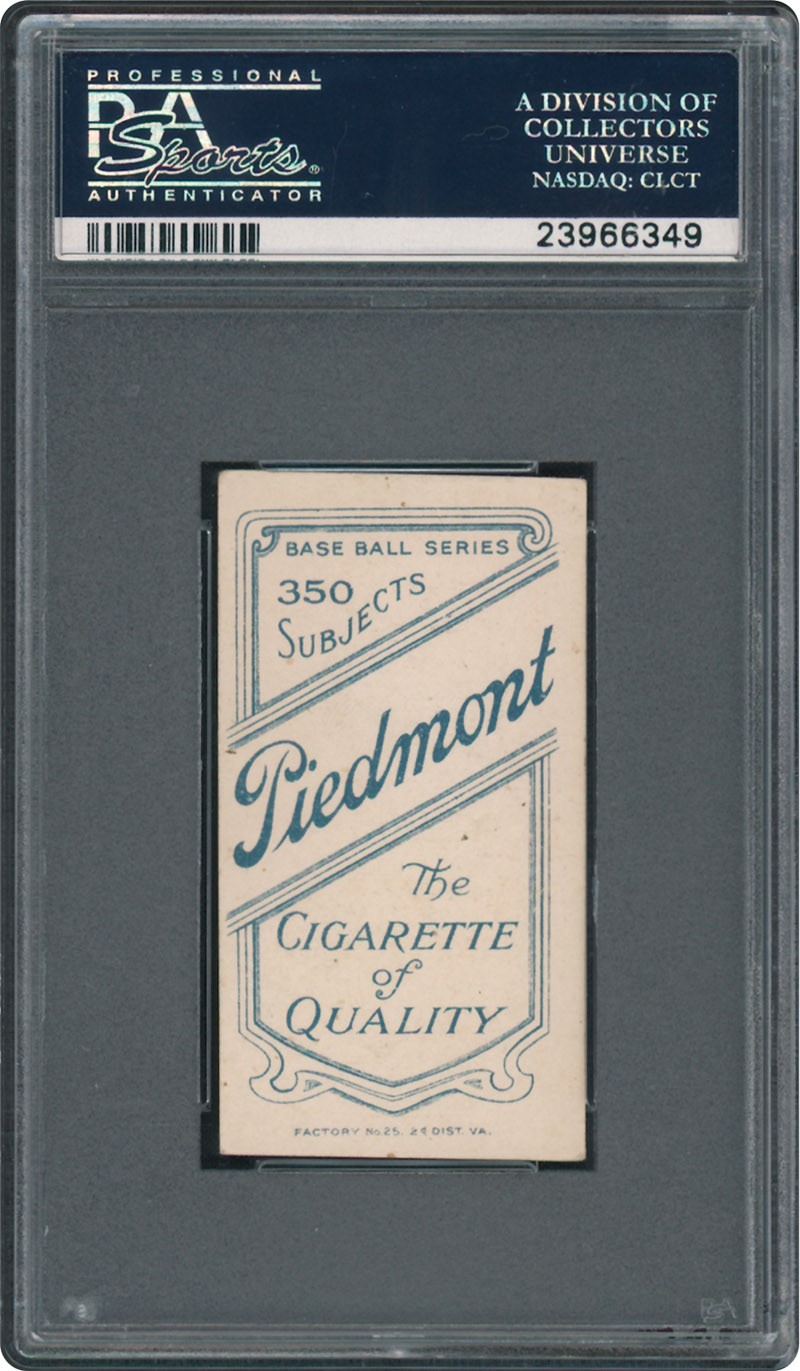 PROFESSIONAL
PSA
Sports®
AUTHENTICATOR
A DIVISION OF
COLLECTORS
UNIVERSE
NASDAQ: CLCT
23966349
BASE BALL SERIES
350
SUBJECTS
Piedmont
The
CIGARETTE
of
QUALITY
FACTORY No 25. 2d DIST. VA.
PSA